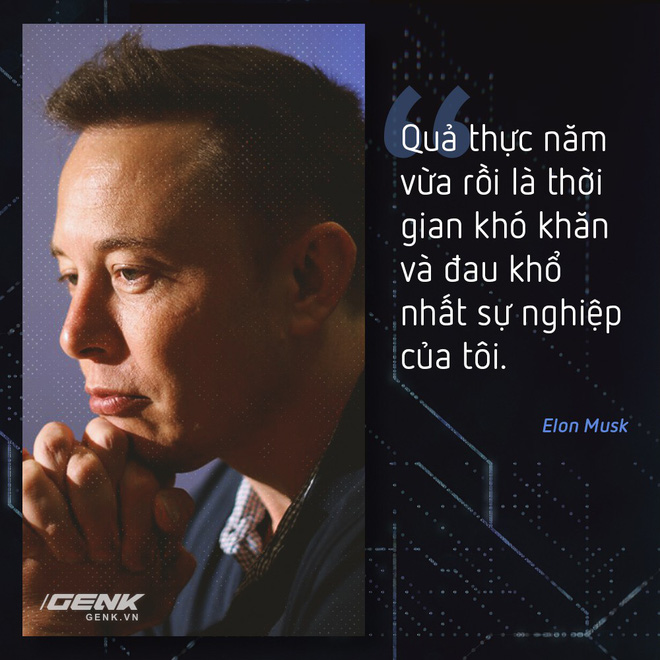 Quả thực năm
vừa rồi là thời
gian khó khăn
và đau khổ
nhất sự nghiệp
của tôi.
Elon Musk
GENK
GENK.VN